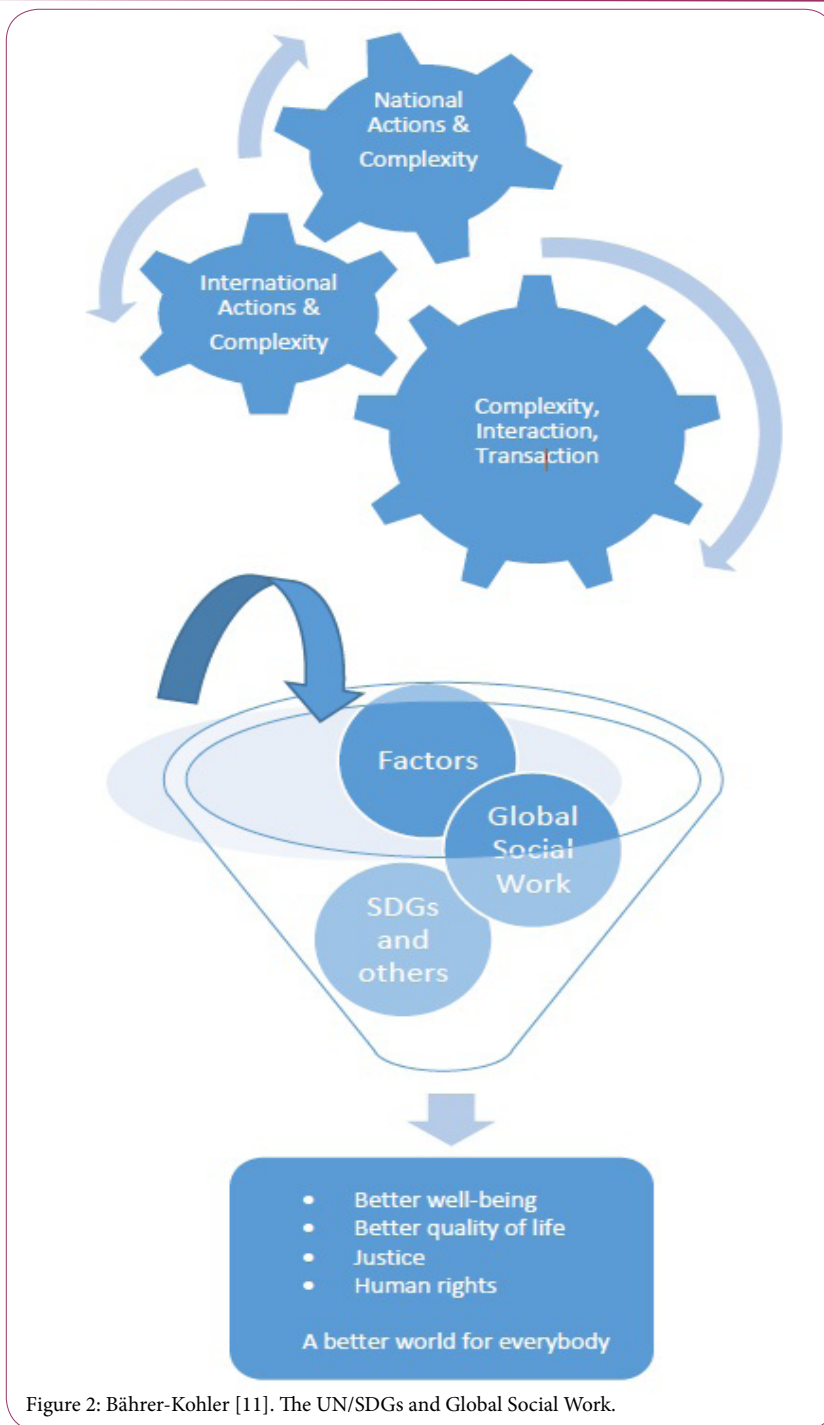 National
Actions &
Complexity
International
Actions &
Complexity
Complexity,
Interaction,
Transaction
Factors
Global
Social
Work
SDGs
and
others
• Better well-being
• Better quality of life
• Justice
• Human rights
A better world for everybody
Figure 2: Bährer-Kohler [11]. The UN/SDGs and Global Social Work.